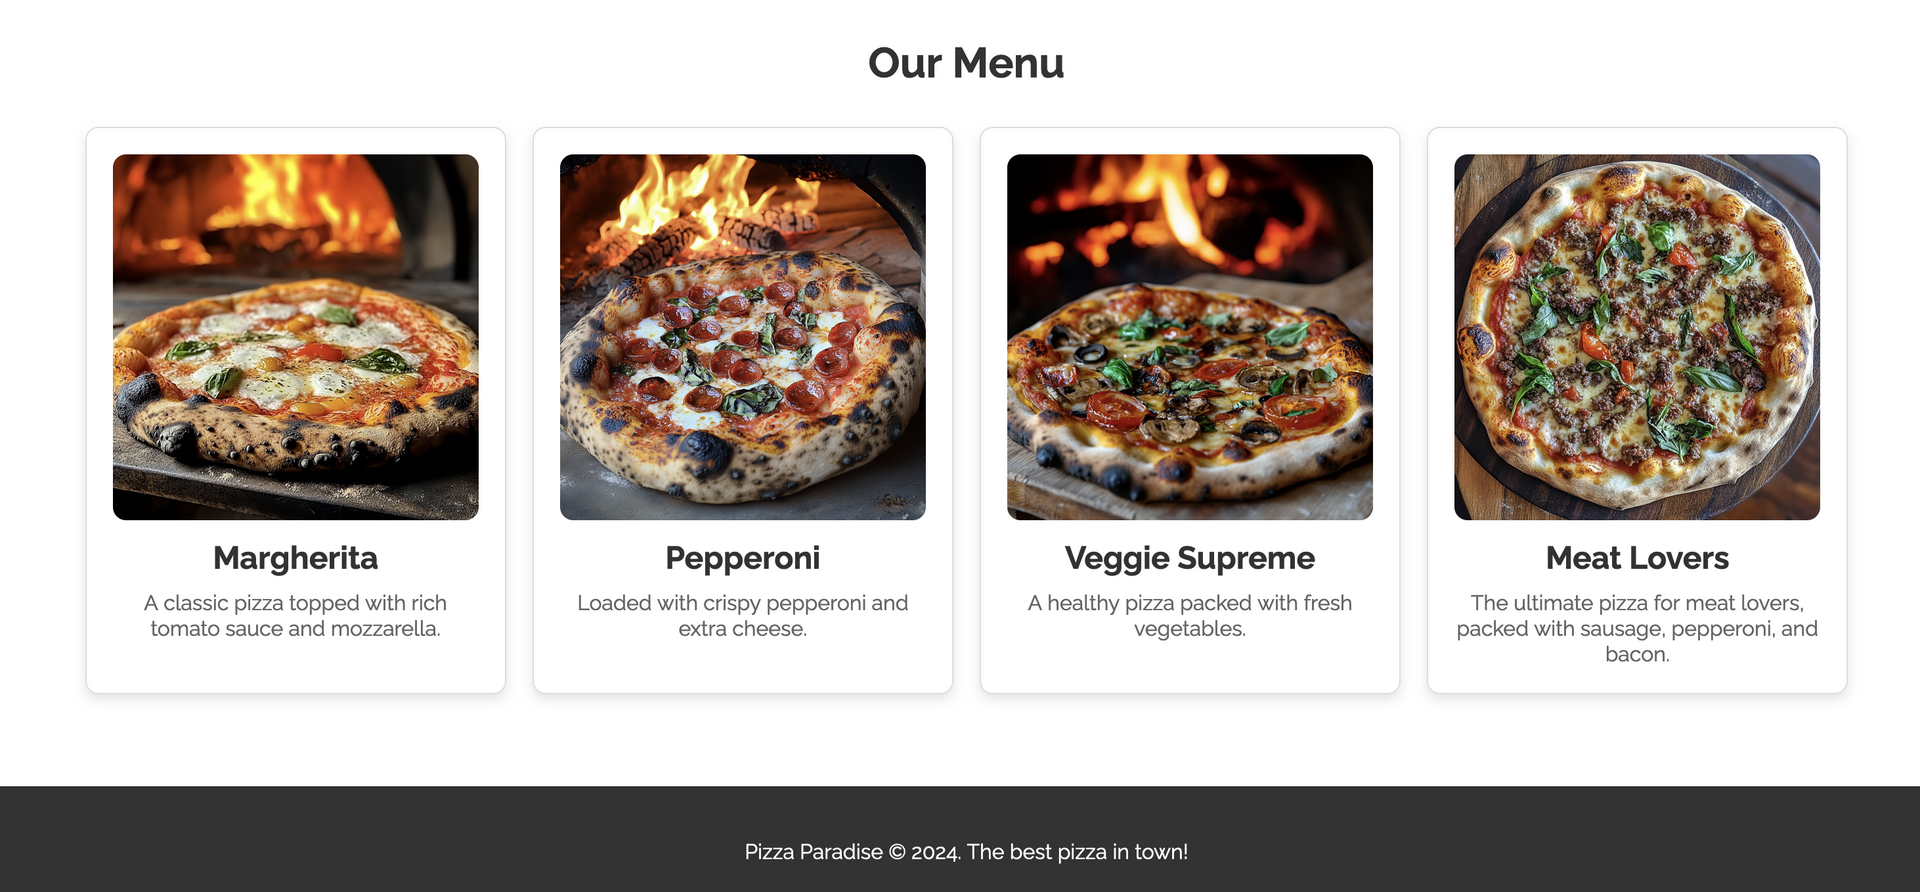 Our Menu
Margherita
A classic pizza topped with rich
tomato sauce and mozzarella.
Pepperoni
Loaded with crispy pepperoni and
extra cheese.
Veggie Supreme
A healthy pizza packed with fresh
vegetables.
Meat Lovers
The ultimate pizza for meat lovers,
packed with sausage, pepperoni, and
bacon.
Pizza Paradise © 2024. The best pizza in town!